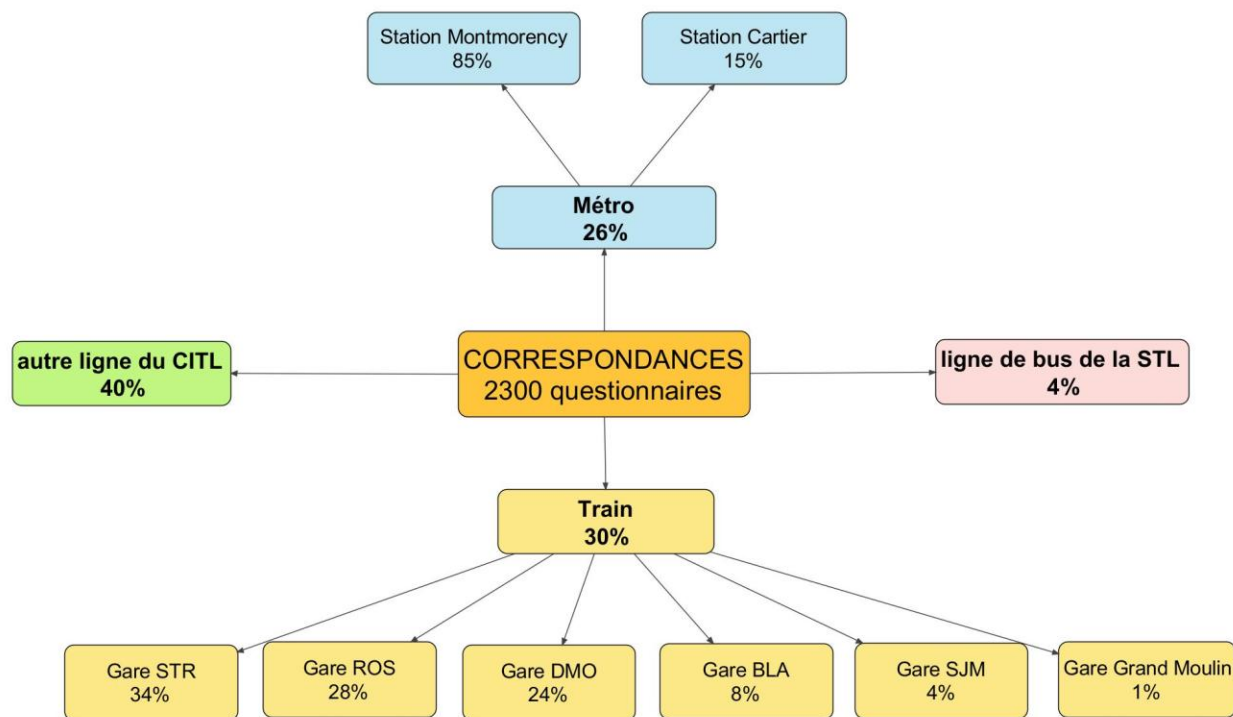 Station Montmorency
85%
Station Cartier
15%
Métro
26%
autre ligne du CITL
40%
CORRESPONDANCES
2300 questionnaires
ligne de bus de la STL
4%
Train
30%
Gare STR
34%
Gare ROS
28%
Gare DMO
24%
Gare BLA
8%
Gare SJM
4%
Gare Grand Moulin
1%